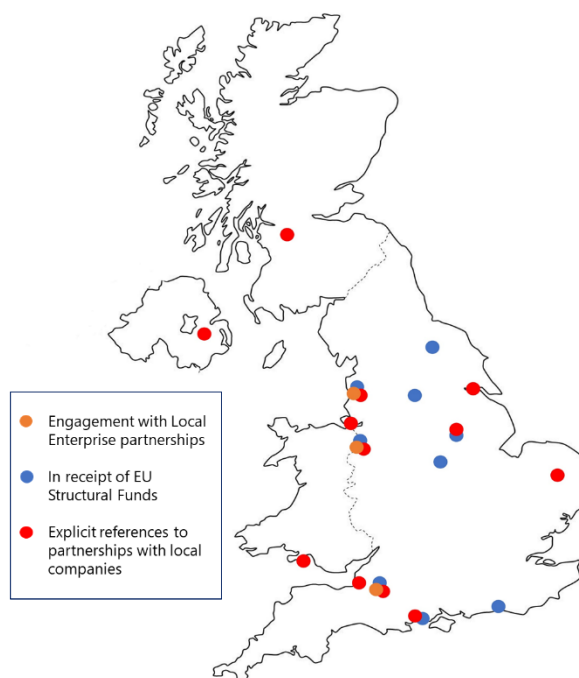 Engagement with Local
Enterprise partnerships
In receipt of EU
Structural Funds
Explicit references to
partnerships with local
companies